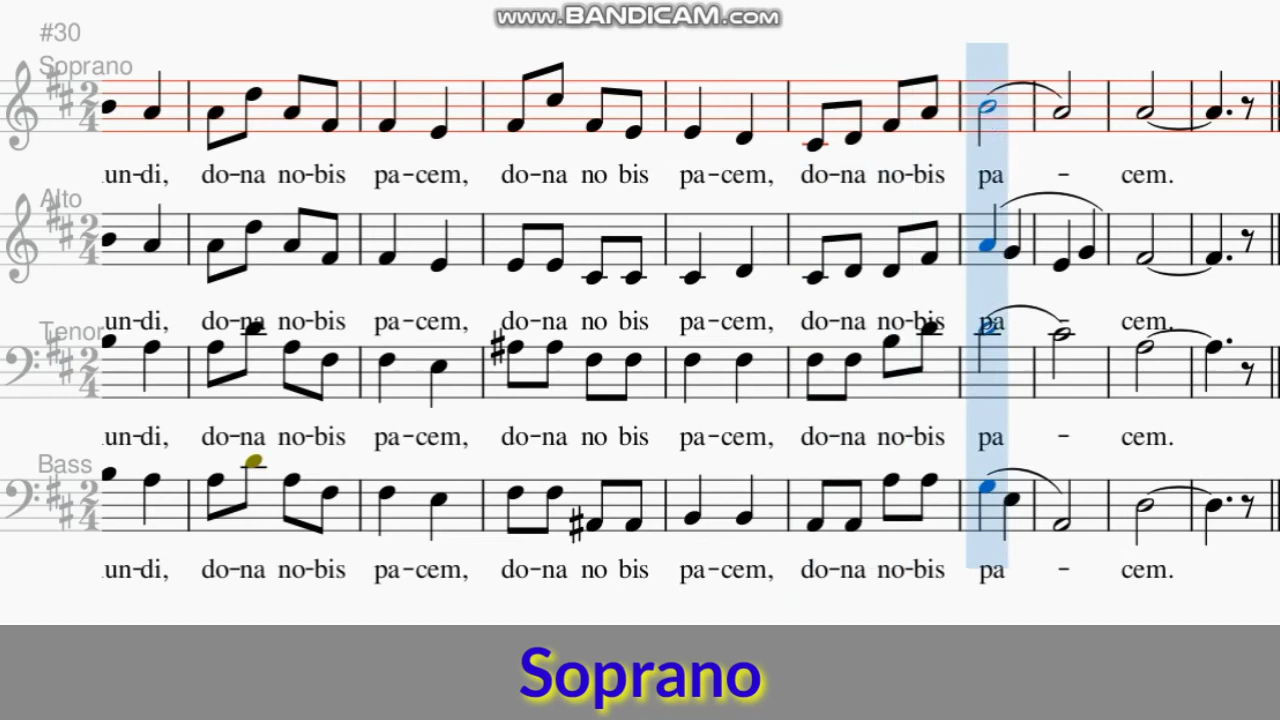 www.BANDICAM.com
#30
Soprano
.un-di, do-na no-bis pa-cem, do-na no bis pa-cem, do-na no-bis pa - cem.
Alto
un-di, do-na no-bis pa-cem, do-na no bis pa-cem, do-na no-bis pa - cem.
Tenor
.un-di, do-na no-bis pa-cem, do-na no bis pa-cem, do-na no-bis pa - cem.
Bass
.un-di, do-na no-bis pa-cem, do-na no bis pa-cem, do-na no-bis pa - cem.
Soprano